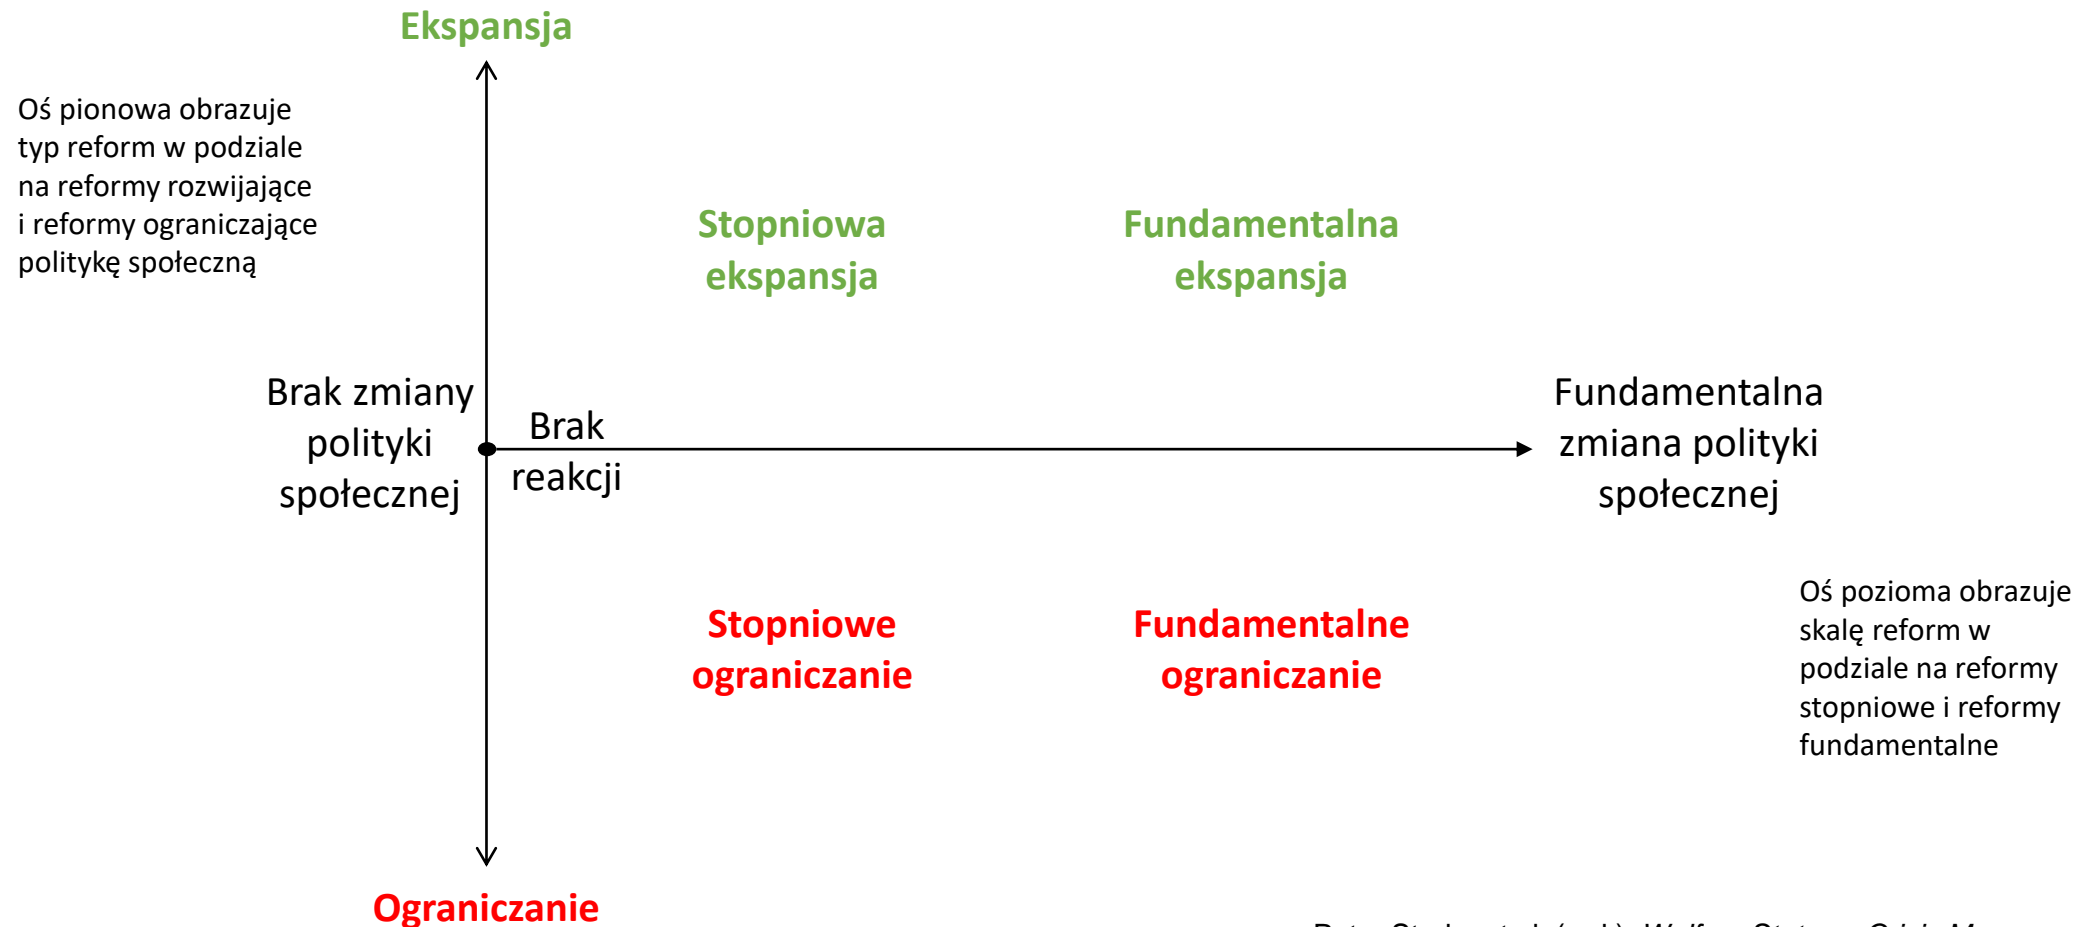 Ekspansja
Oś pionowa obrazuje
typ reform w podziale
na reformy rozwijające
i reformy ograniczające
politykę społeczną
Stopniowa
ekspansja
Fundamentalna
ekspansja
Brak zmiany
polityki
społecznej
Brak
reakcji
Fundamentalna
zmiana polityki
społecznej
Stopniowe
ograniczanie
Fundamentalne
ograniczanie
Oś pozioma obrazuje
skalę reform w
podziale na reformy
stopniowe i reformy
fundamentalne
Ograniczanie